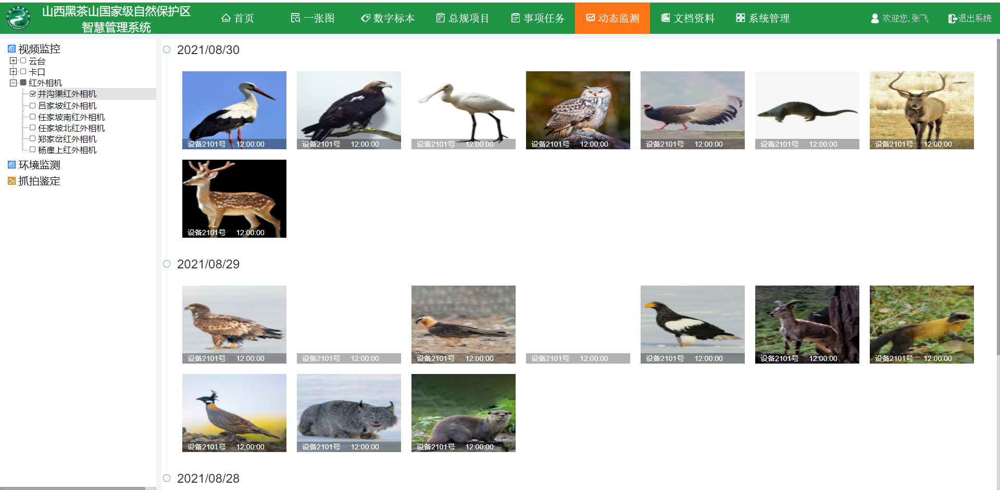 山西黑茶山国家级自然保护区
智慧管理系统
首页
一张图
数字标本
总规项目
事项任务
动态监测
文档资料
系统管理
欢迎您, 张飞
退出系统
视频监控
云台
卡口
红外相机
井沟渠红外相机
吕家坡红外相机
任家坡南红外相机
任家坡北红外相机
郑家岔红外相机
杨崖上红外相机
环境监测
抓拍鉴定
2021/08/30
设备2101号 12:00:00
设备2101号 12:00:00
设备2101号 12:00:00
设备2101号 12:00:00
设备2101号 12:00:00
设备2101号 12:00:00
设备2101号 12:00:00
设备2101号 12:00:00
2021/08/29
设备2101号 12:00:00
设备2101号 12:00:00
设备2101号 12:00:00
设备2101号 12:00:00
设备2101号 12:00:00
设备2101号 12:00:00
设备2101号 12:00:00
设备2101号 12:00:00
设备2101号 12:00:00
设备2101号 12:00:00
2021/08/28